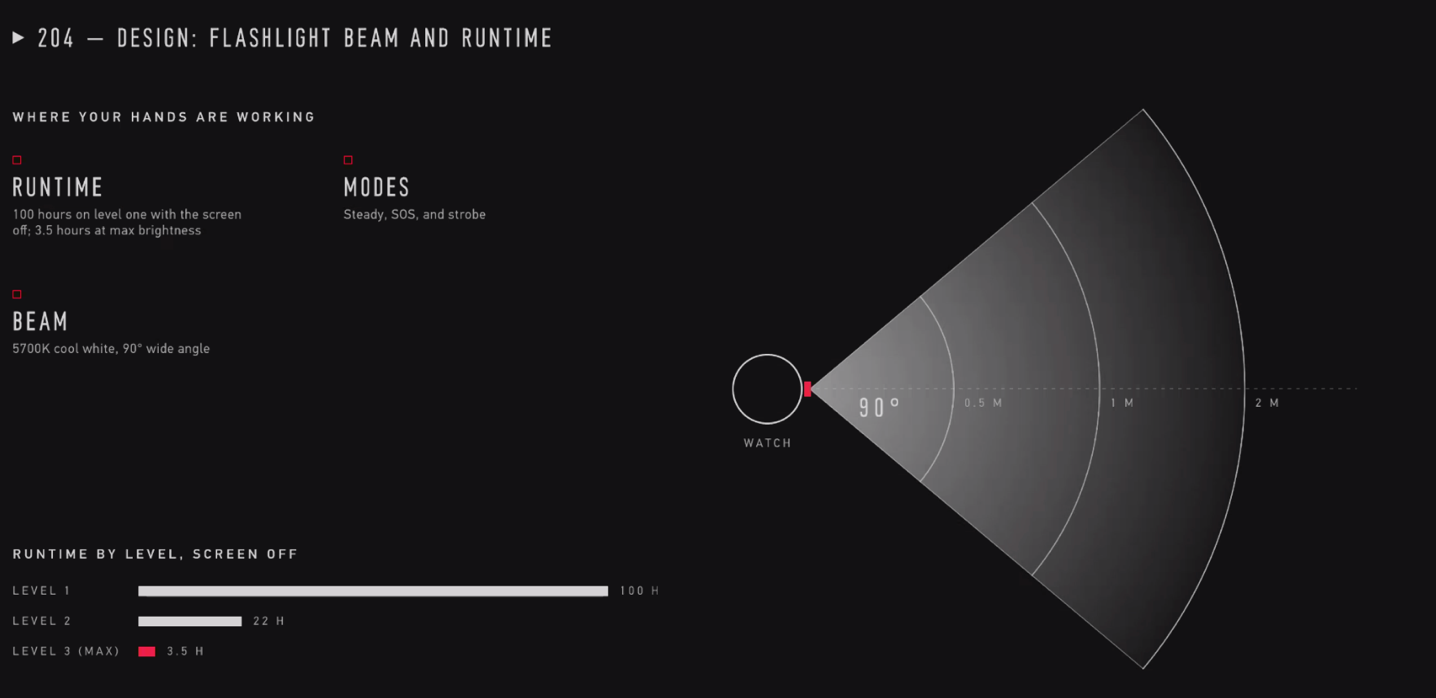 204 — DESIGN: FLASHLIGHT BEAM AND RUNTIME
WHERE YOUR HANDS ARE WORKING
RUNTIME
100 hours on level one with the screen
off; 3.5 hours at max brightness
MODES
Steady, SOS, and strobe
BEAM
5700K cool white, 90° wide angle
90°
0.5 M
1 M
2 M
WATCH
RUNTIME BY LEVEL, SCREEN OFF
LEVEL 1 100 H
LEVEL 2 22 H
LEVEL 3 (MAX) 3.5 H